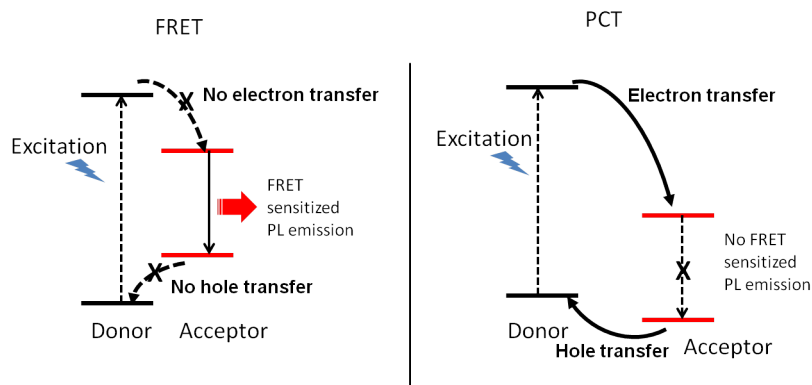 FRET
No electron transfer
Excitation
FRET
sensitized
PL emission
X
X
No hole transfer
Donor
Acceptor
PCT
Electron transfer
Excitation
No FRET
sensitized
PL emission
X
Donor
Hole transfer
Acceptor